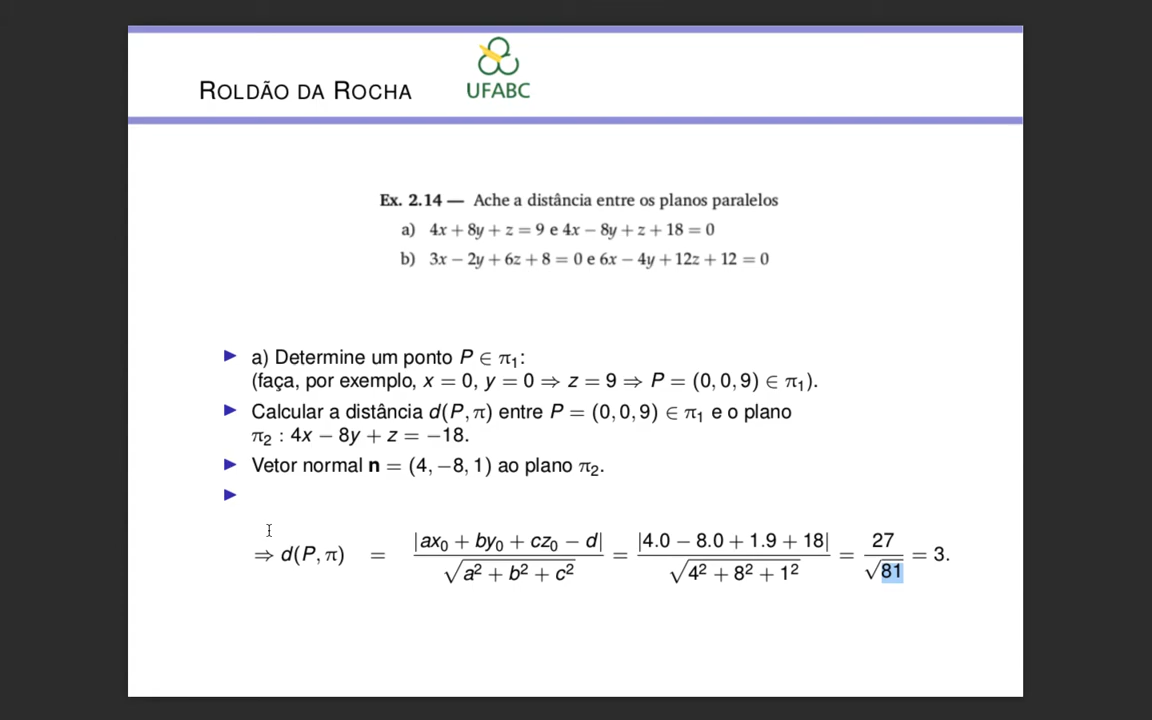 ROLDÃO DA ROCHA
UFABC
Ex. 2.14 — Ache a distância entre os planos paralelos
a) 4x + 8y + z = 9 e 4x − 8y + z + 18 = 0
b) 3x − 2y + 6z + 8 = 0 e 6x − 4y + 12z + 12 = 0
a) Determine um ponto P ∈ π₁:
(faça, por exemplo, x = 0, y = 0 ⇒ z = 9 ⇒ P = (0, 0, 9) ∈ π₁).
Calcular a distância d(P, π) entre P = (0, 0, 9) ∈ π₁ e o plano
π₂ : 4x − 8y + z = −18.
Vetor normal n = (4, −8, 1) ao plano π₂.
⇒ d(P, π) = |ax₀ + by₀ + cz₀ − d| / √(a² + b² + c²) = |4.0 − 8.0 + 1.9 + 18| / √(4² + 8² + 1²) = 27 / √81 = 3.